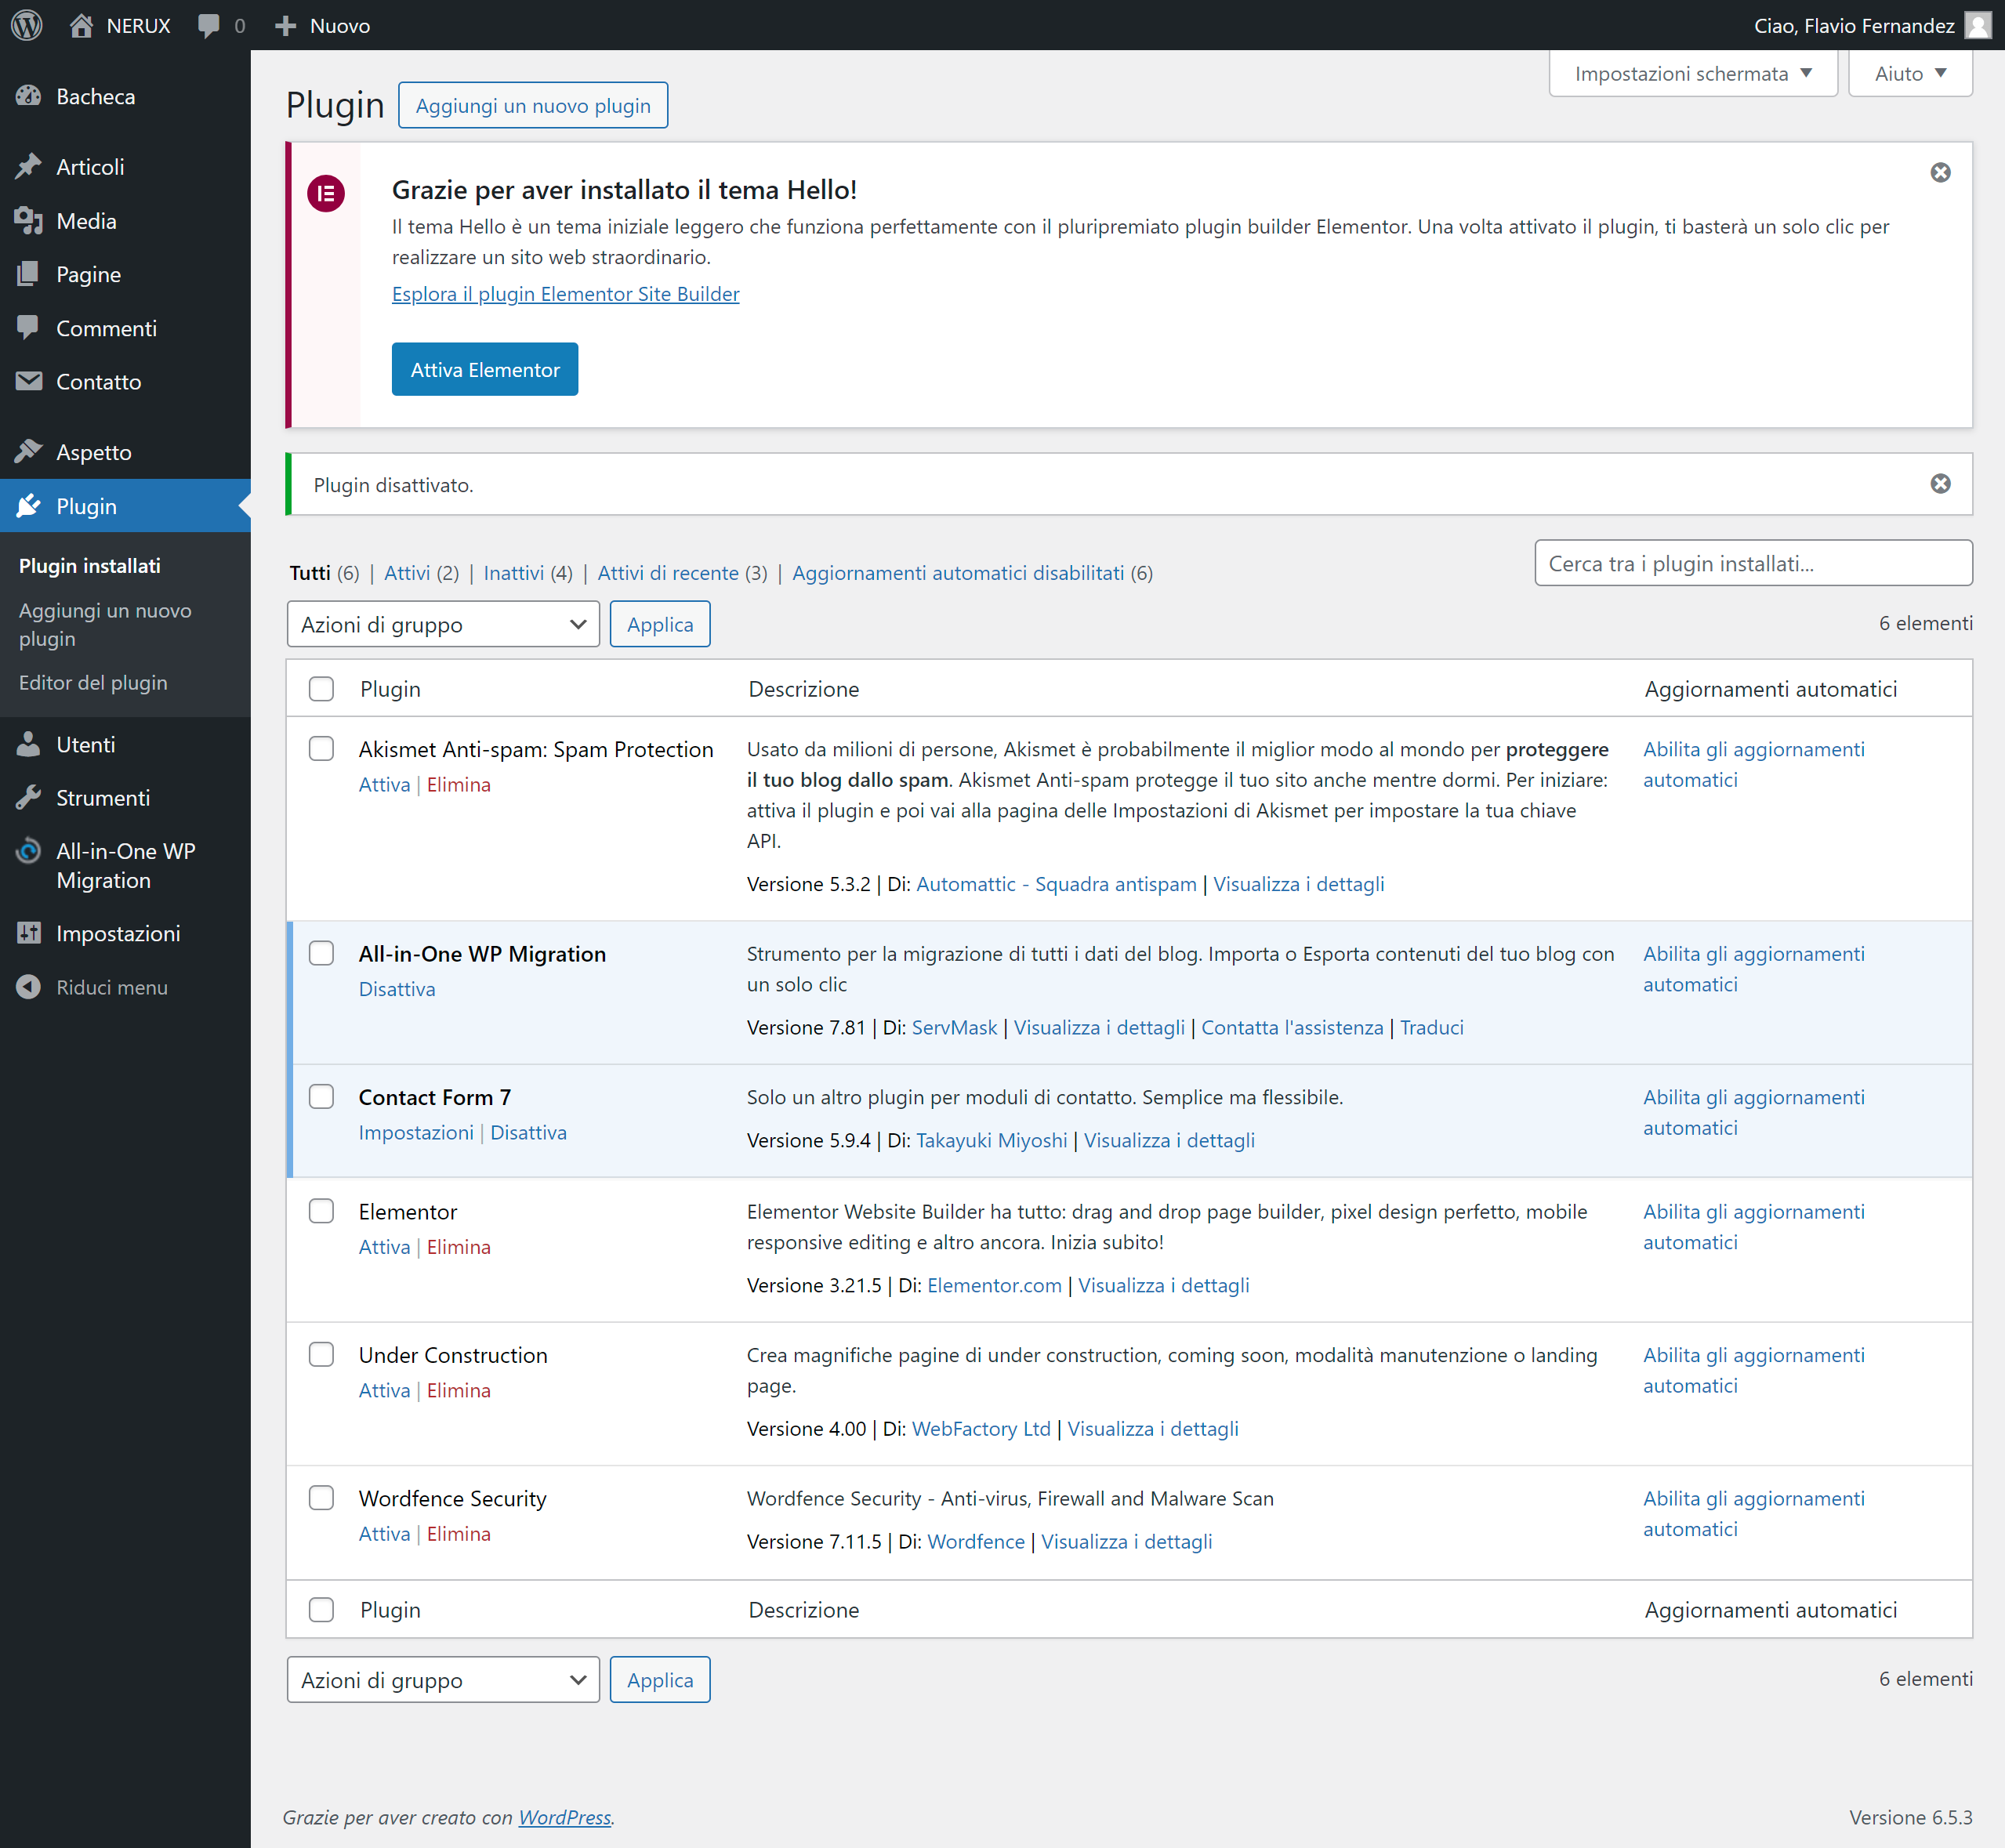 NERUX
0
Nuovo
Ciao, Flavio Fernandez
Bacheca
Articoli
Media
Pagine
Commenti
Contatto
Aspetto
Plugin
Plugin installati
Aggiungi un nuovo
plugin
Editor del plugin
Utenti
Strumenti
All-in-One WP
Migration
Impostazioni
Riduci menu
Impostazioni schermata
Aiuto
Plugin
Aggiungi un nuovo plugin
Grazie per aver installato il tema Hello!
Il tema Hello è un tema iniziale leggero che funziona perfettamente con il pluripremiato plugin builder Elementor. Una volta attivato il plugin, ti basterà un solo clic per
realizzare un sito web straordinario.
Esplora il plugin Elementor Site Builder
Attiva Elementor
Plugin disattivato.
Tutti (6) | Attivi (2) | Inattivi (4) | Attivi di recente (3) | Aggiornamenti automatici disabilitati (6)
Cerca tra i plugin installati...
Azioni di gruppo
Applica
6 elementi
Plugin
Descrizione
Aggiornamenti automatici
Akismet Anti-spam: Spam Protection
Attiva | Elimina
Usato da milioni di persone, Akismet è probabilmente il miglior modo al mondo per proteggere
il tuo blog dallo spam. Akismet Anti-spam protegge il tuo sito anche mentre dormi. Per iniziare:
attiva il plugin e poi vai alla pagina delle Impostazioni di Akismet per impostare la tua chiave
API.
Versione 5.3.2 | Di: Automattic - Squadra antispam | Visualizza i dettagli
Abilita gli aggiornamenti
automatici
All-in-One WP Migration
Disattiva
Strumento per la migrazione di tutti i dati del blog. Importa o Esporta contenuti del tuo blog con
un solo clic
Versione 7.81 | Di: ServMask | Visualizza i dettagli | Contatta l'assistenza | Traduci
Abilita gli aggiornamenti
automatici
Contact Form 7
Impostazioni | Disattiva
Solo un altro plugin per moduli di contatto. Semplice ma flessibile.
Versione 5.9.4 | Di: Takayuki Miyoshi | Visualizza i dettagli
Abilita gli aggiornamenti
automatici
Elementor
Attiva | Elimina
Elementor Website Builder ha tutto: drag and drop page builder, pixel design perfetto, mobile
responsive editing e altro ancora. Inizia subito!
Versione 3.21.5 | Di: Elementor.com | Visualizza i dettagli
Abilita gli aggiornamenti
automatici
Under Construction
Attiva | Elimina
Crea magnifiche pagine di under construction, coming soon, modalità manutenzione o landing
page.
Versione 4.00 | Di: WebFactory Ltd | Visualizza i dettagli
Abilita gli aggiornamenti
automatici
Wordfence Security
Attiva | Elimina
Wordfence Security - Anti-virus, Firewall and Malware Scan
Versione 7.11.5 | Di: Wordfence | Visualizza i dettagli
Abilita gli aggiornamenti
automatici
Plugin
Descrizione
Aggiornamenti automatici
Azioni di gruppo
Applica
6 elementi
Grazie per aver creato con WordPress.
Versione 6.5.3